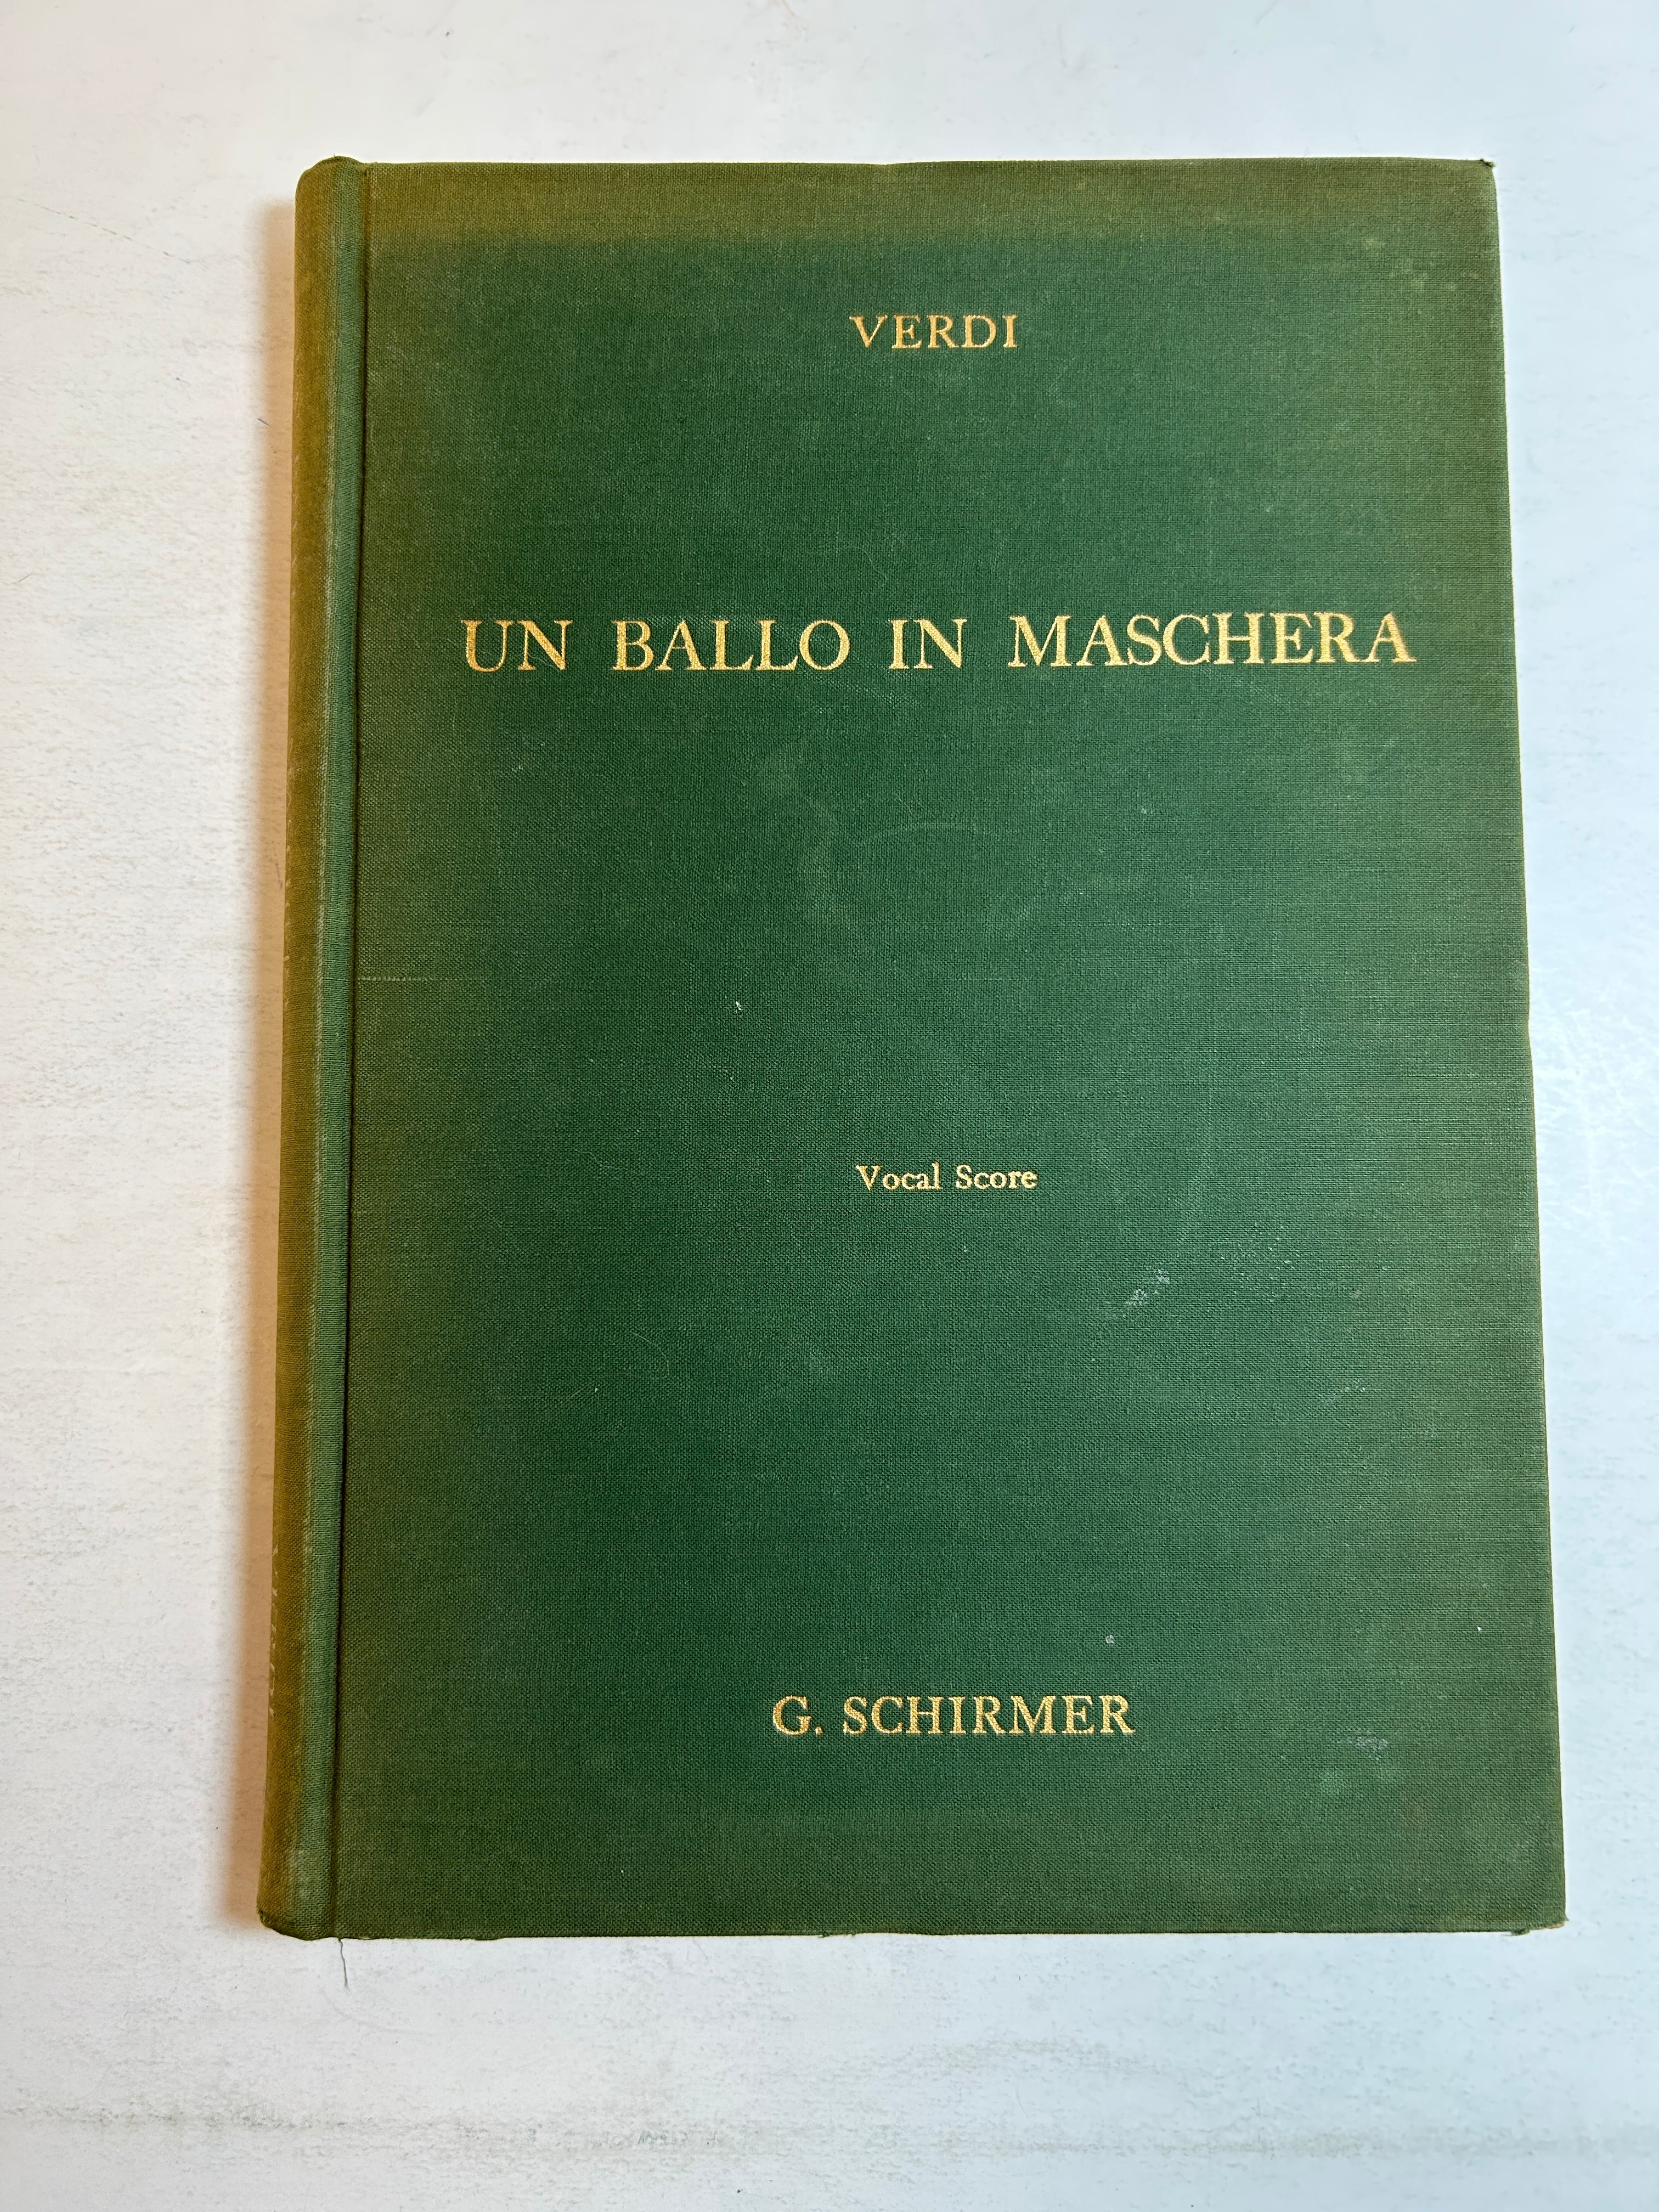 VERDI
UN BALLO IN MASCHERA
Vocal Score
G. SCHIRMER